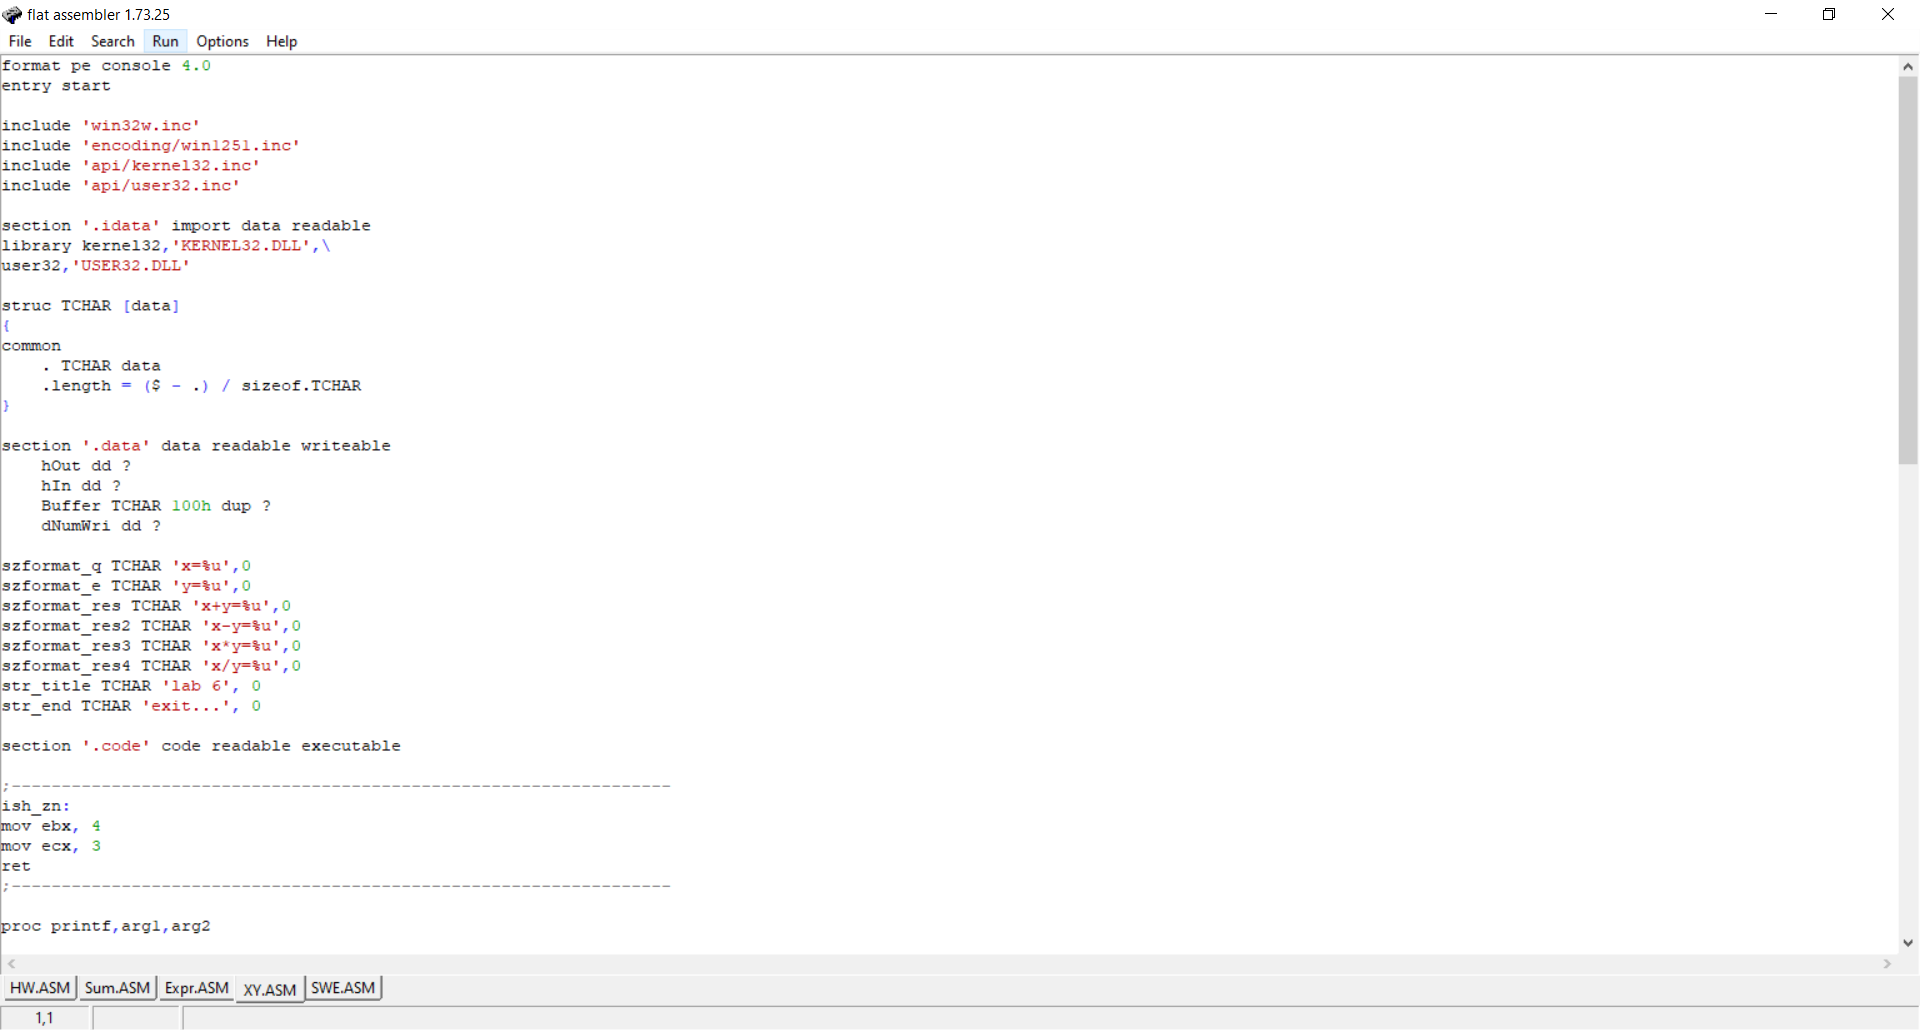 flat assembler 1.73.25
File Edit Search Run Options Help
format pe console 4.0
entry start
include 'win32w.inc'
include 'encoding/win1251.inc'
include 'api/kernel32.inc'
include 'api/user32.inc'
section '.idata' import data readable
library kernel32,'KERNEL32.DLL',\
user32,'USER32.DLL'
struc TCHAR [data]
{
common
    . TCHAR data
    .length = ($ - .) / sizeof.TCHAR
}
section '.data' data readable writeable
    hOut dd ?
    hIn dd ?
    Buffer TCHAR 100h dup ?
    dNumWri dd ?
szformat_q TCHAR 'x=%u',0
szformat_e TCHAR 'y=%u',0
szformat_res TCHAR 'x+y=%u',0
szformat_res2 TCHAR 'x-y=%u',0
szformat_res3 TCHAR 'x*y=%u',0
szformat_res4 TCHAR 'x/y=%u',0
str_title TCHAR 'lab 6', 0
str_end TCHAR 'exit...', 0
section '.code' code readable executable
;------------------------------------------------------------------
ish_zn:
mov ebx, 4
mov ecx, 3
ret
;------------------------------------------------------------------
proc printf,arg1,arg2
HW.ASM Sum.ASM Expr.ASM XY.ASM SWE.ASM
1,1